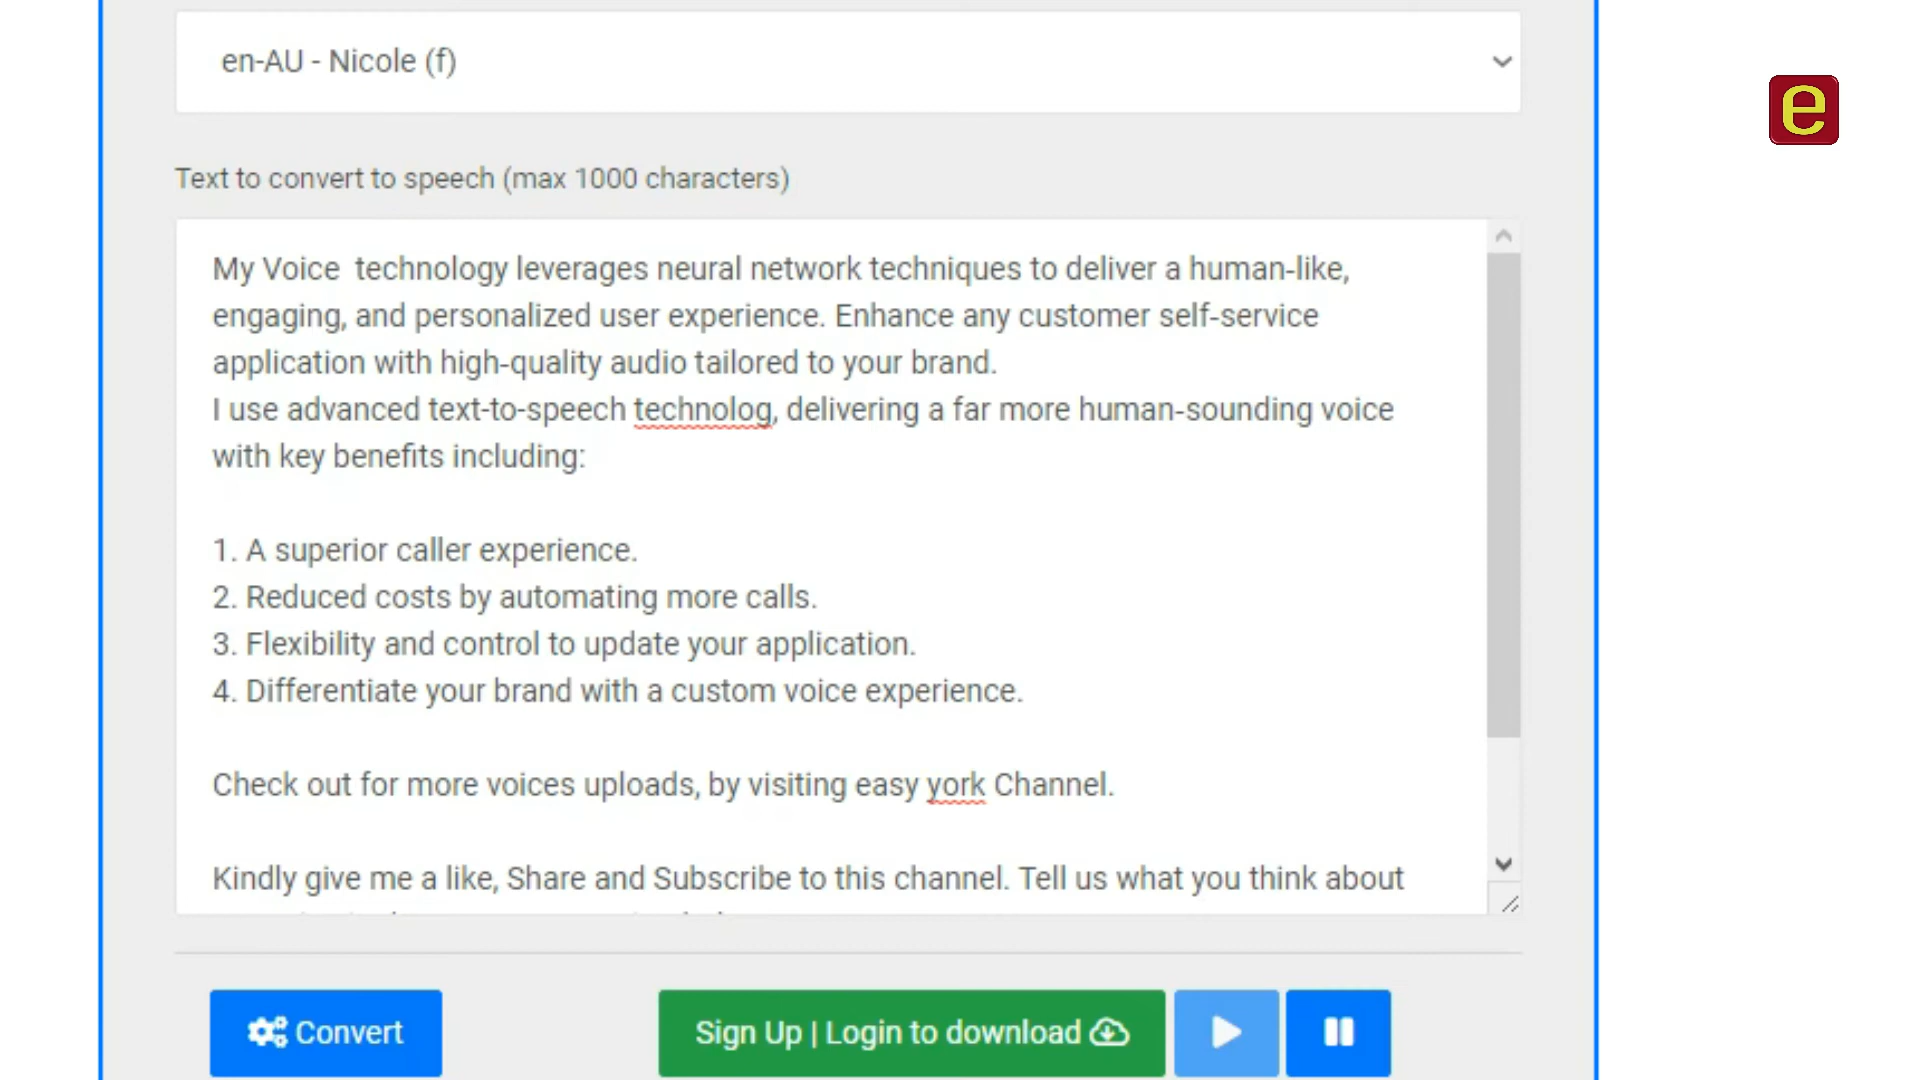 en-AU - Nicole (f)
e
Text to convert to speech (max 1000 characters)
My Voice  technology leverages neural network techniques to deliver a human-like,
engaging, and personalized user experience. Enhance any customer self-service
application with high-quality audio tailored to your brand.
I use advanced text-to-speech technolog, delivering a far more human-sounding voice
with key benefits including:
1. A superior caller experience.
2. Reduced costs by automating more calls.
3. Flexibility and control to update your application.
4. Differentiate your brand with a custom voice experience.
Check out for more voices uploads, by visiting easy york Channel.
Kindly give me a like, Share and Subscribe to this channel. Tell us what you think about
Convert
Sign Up | Login to download